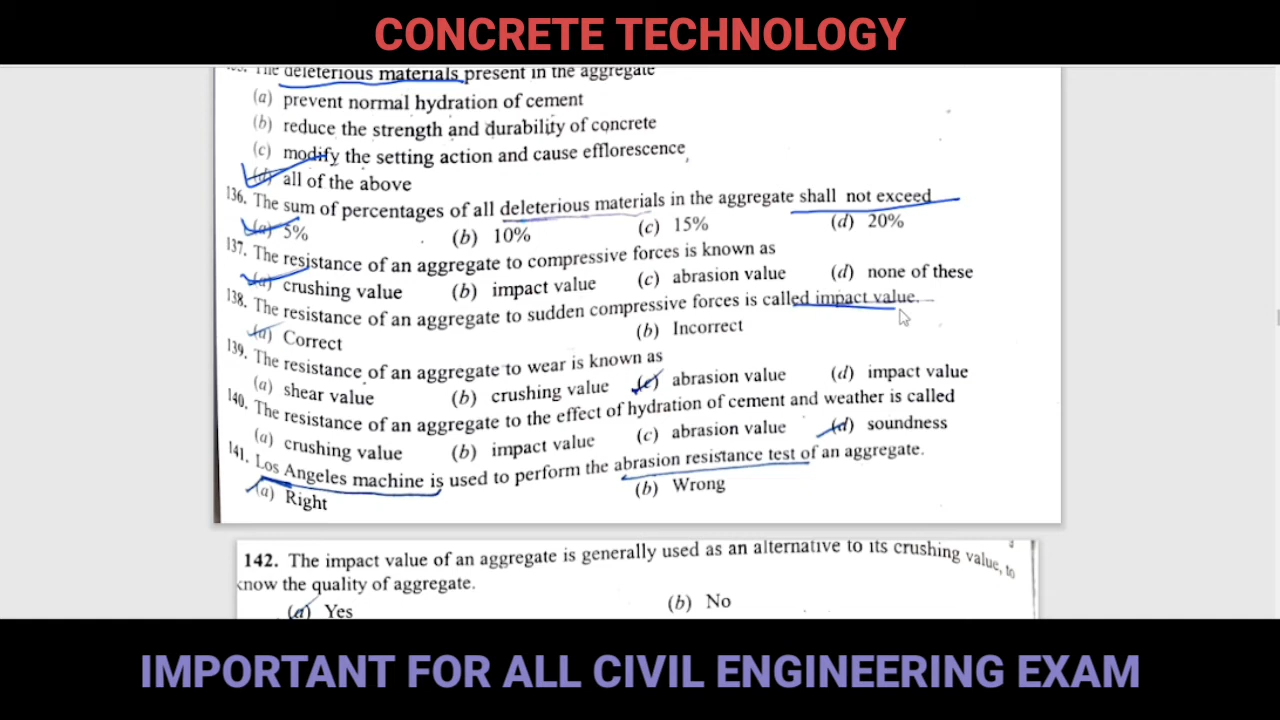 CONCRETE TECHNOLOGY
The deleterious materials present in the aggregate
(a) prevent normal hydration of cement
(b) reduce the strength and durability of concrete
(c) modify the setting action and cause efflorescence
(d) all of the above
136. The sum of percentages of all deleterious materials in the aggregate shall not exceed
(a) 5% (b) 10% (c) 15% (d) 20%
137. The resistance of an aggregate to compressive forces is known as
(a) crushing value (b) impact value (c) abrasion value (d) none of these
138. The resistance of an aggregate to sudden compressive forces is called impact value.
(a) Correct (b) Incorrect
139. The resistance of an aggregate to wear is known as
(a) shear value (b) crushing value (c) abrasion value (d) impact value
140. The resistance of an aggregate to the effect of hydration of cement and weather is called
(a) crushing value (b) impact value (c) abrasion value (d) soundness
141. Los Angeles machine is used to perform the abrasion resistance test of an aggregate.
(a) Right (b) Wrong
142. The impact value of an aggregate is generally used as an alternative to its crushing value, to
know the quality of aggregate.
(a) Yes (b) No
IMPORTANT FOR ALL CIVIL ENGINEERING EXAM